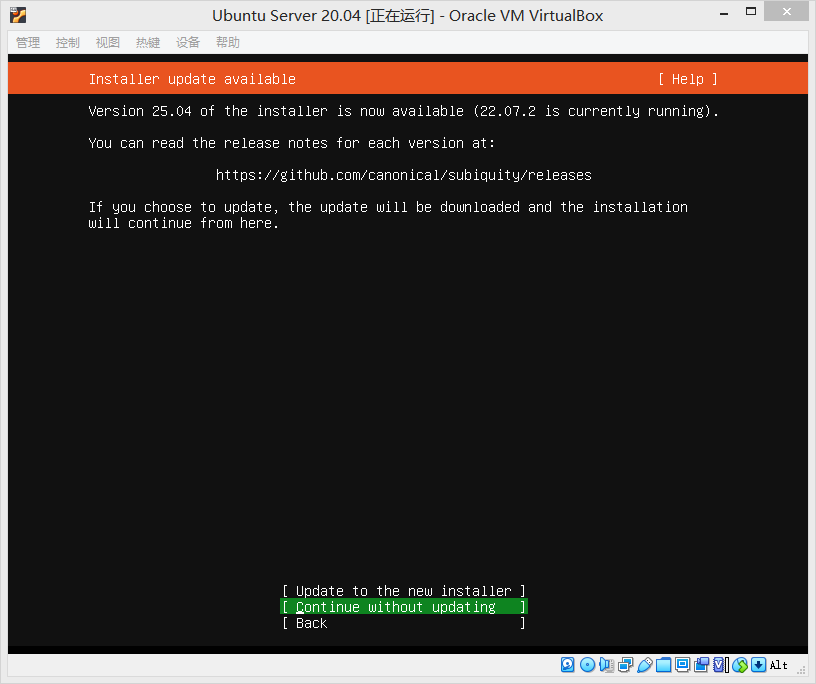 Ubuntu Server 20.04 [正在运行] - Oracle VM VirtualBox
管理 控制 视图 热键 设备 帮助
Installer update available [ Help ]
Version 25.04 of the installer is now available (22.07.2 is currently running).
You can read the release notes for each version at:
https://github.com/canonical/subiquity/releases
If you choose to update, the update will be downloaded and the installation
will continue from here.
[ Update to the new installer ]
[ Continue without updating ]
[ Back ]
Alt